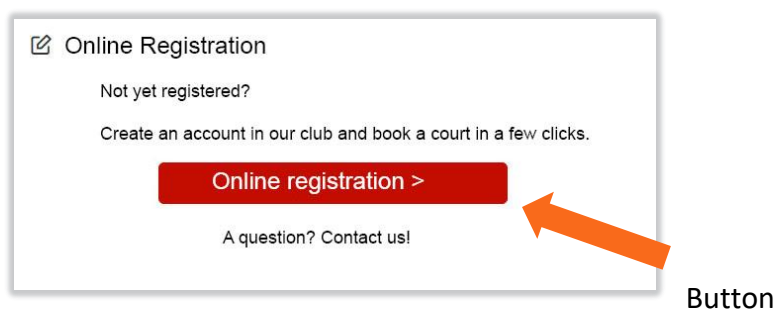 Online Registration
Not yet registered?
Create an account in our club and book a court in a few clicks.
Online registration >
A question? Contact us!
Button